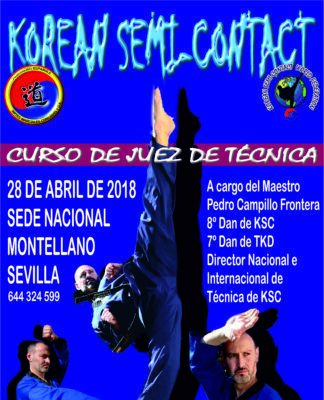 KOREAN SEMI-CONTACT
CURSO DE JUEZ DE TÉCNICA
28 DE ABRIL DE 2018
SEDE NACIONAL
MONTELLANO
SEVILLA
644 324 599
A cargo del Maestro
Pedro Campillo Frontera
8º Dan de KSC
7º Dan de TKD
Director Nacional e
Internacional de
Técnica de KSC
道